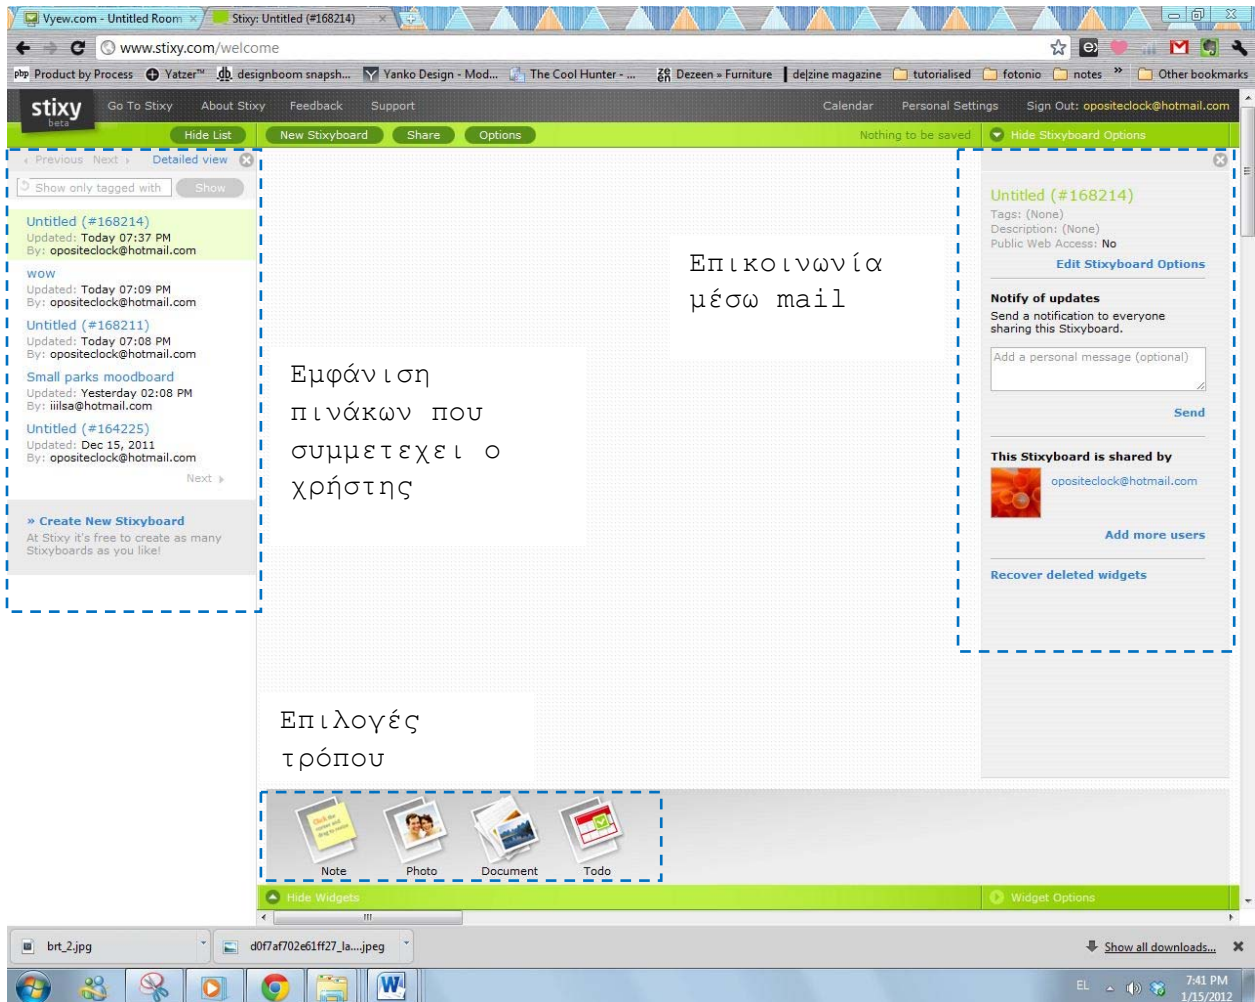 Vyew.com - Untitled Room
Stixy: Untitled (#168214)
www.stixy.com/welcome
Product by Process
Yatzer™
designboom snapsh...
Yanko Design - Mod...
The Cool Hunter - ...
Dezeen » Furniture
de|zine magazine
tutorialised
fotonio
notes
»
Other bookmarks
stixy
beta
Go To Stixy
About Stixy
Feedback
Support
Calendar
Personal Settings
Sign Out: opositeclock@hotmail.com
Hide List
New Stixyboard
Share
Options
Nothing to be saved
Hide Stixyboard Options
Previous Next
Detailed view
Show only tagged with
Show
Untitled (#168214)
Updated: Today 07:37 PM
By: opositeclock@hotmail.com
wow
Updated: Today 07:09 PM
By: opositeclock@hotmail.com
Untitled (#168211)
Updated: Today 07:08 PM
By: opositeclock@hotmail.com
Small parks moodboard
Updated: Yesterday 02:08 PM
By: iiilsa@hotmail.com
Untitled (#164225)
Updated: Dec 15, 2011
By: opositeclock@hotmail.com
Next
» Create New Stixyboard
At Stixy it's free to create as many
Stixyboards as you like!
Επικοινωνία
μέσω mail
Εμφάνιση
πινάκων που
συμμετεχει ο
χρήστης
Επιλογές
τρόπου
Untitled (#168214)
Tags: (None)
Description: (None)
Public Web Access: No
Edit Stixyboard Options
Notify of updates
Send a notification to everyone
sharing this Stixyboard.
Add a personal message (optional)
Send
This Stixyboard is shared by
opositeclock@hotmail.com
Add more users
Recover deleted widgets
Note
Photo
Document
Todo
Hide Widgets
Widget Options
brt_2.jpg
d0f7af702e61ff27_la....jpeg
Show all downloads...
EL
7:41 PM
1/15/2012